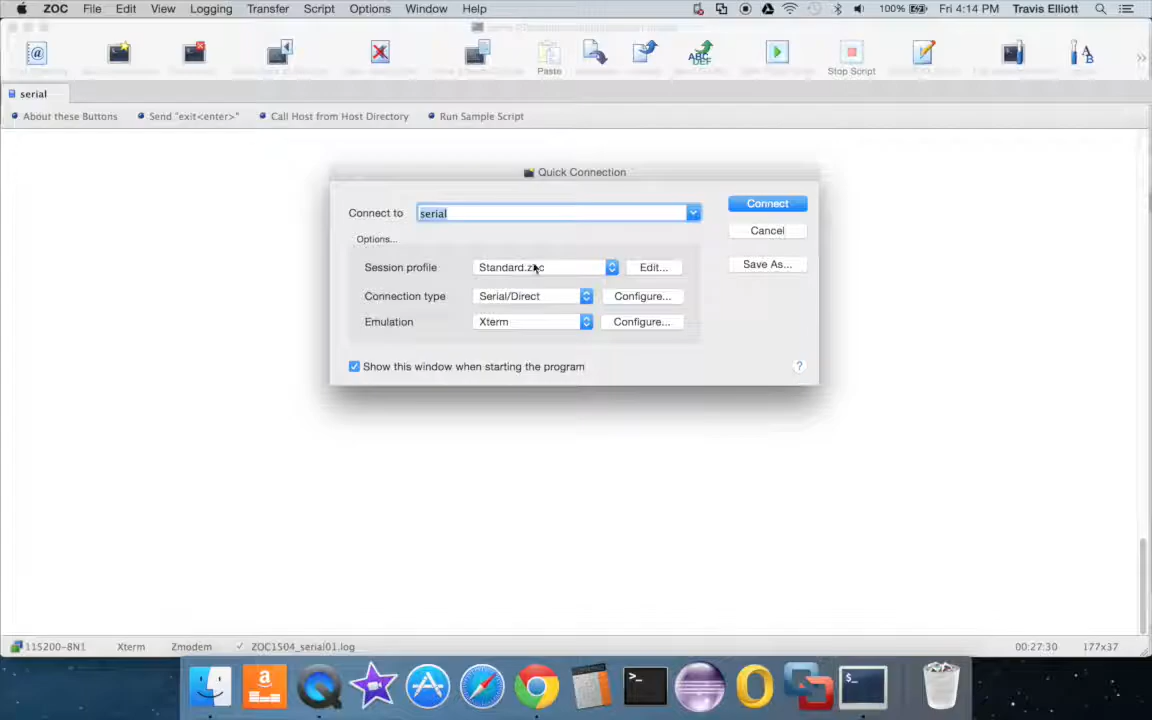 ZOC File Edit View Logging Transfer Script Options Window Help 100% Fri 4:14 PM Travis Elliott
Paste Stop Script
serial
About these Buttons Send "exit<enter>" Call Host from Host Directory Run Sample Script
Quick Connection
Connect to serial Connect
Cancel
Options...
Save As...
Session profile Edit...
Connection type Serial/Direct Configure...
Emulation Xterm Configure...
Show this window when starting the program ?
115200-8N1 Xterm Zmodem ZOC1504_serial01.log 00:27:30 177x37